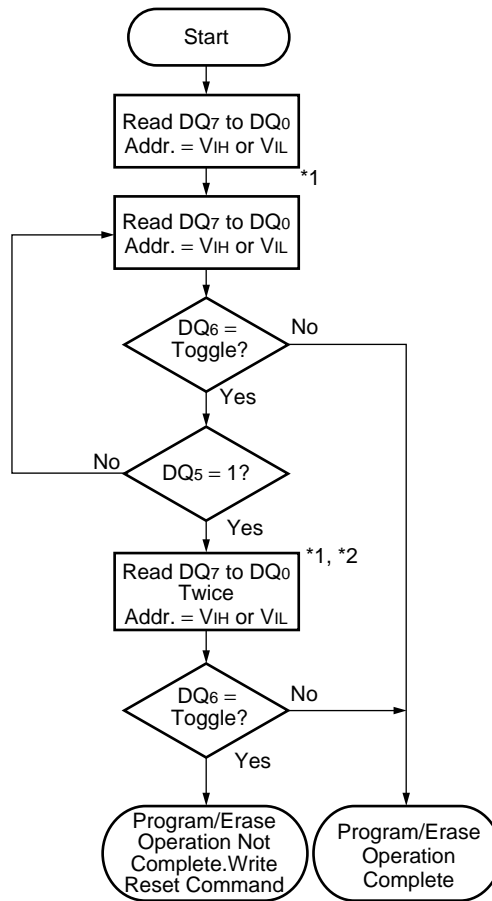 Start
Read DQ7 to DQ0
Addr. = VIH or VIL
*1
Read DQ7 to DQ0
Addr. = VIH or VIL
DQ6 =
Toggle?
No
Yes
No
DQ5 = 1?
Yes
*1, *2
Read DQ7 to DQ0
Twice
Addr. = VIH or VIL
DQ6 =
Toggle?
No
Yes
Program/Erase
Operation Not
Complete.Write
Reset Command
Program/Erase
Operation
Complete